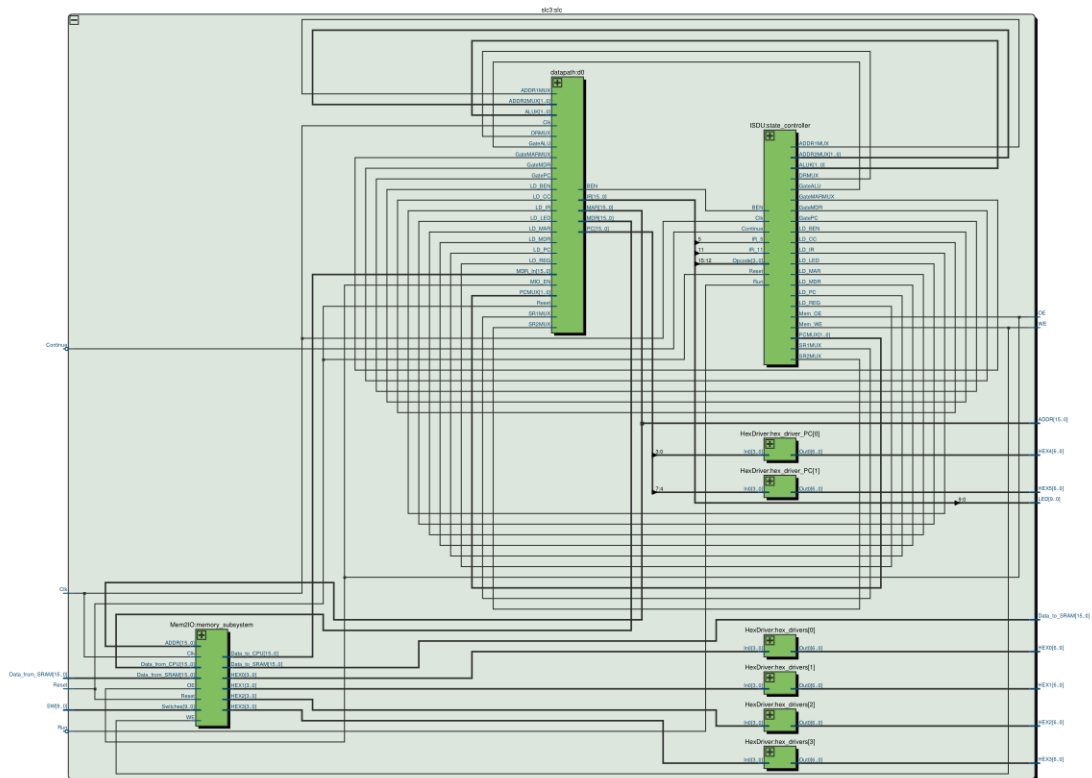 slc3:slc
datapath:d0
ADDR1MUX
ADDR2MUX[1..0]
ALUK[1..0]
Clk
DRMUX
GateALU
GateMARMUX
GateMDR
GatePC
LD_BEN
LD_CC
LD_IR
LD_LED
LD_MAR
LD_MDR
LD_PC
LD_REG
MDR_In[15..0]
MIO_EN
PCMUX[1..0]
Reset
SR1MUX
SR2MUX
BEN
IR[15..0]
MAR[15..0]
MDR[15..0]
PC[15..0]
ISDU:state_controller
BEN
Clk
Continue
IR_5
IR_11
Opcode[3..0]
Reset
Run
5
11
15:12
ADDR1MUX
ADDR2MUX[1..0]
ALUK[1..0]
DRMUX
GateALU
GateMARMUX
GateMDR
GatePC
LD_BEN
LD_CC
LD_IR
LD_LED
LD_MAR
LD_MDR
LD_PC
LD_REG
Mem_OE
Mem_WE
PCMUX[1..0]
SR1MUX
SR2MUX
OE
WE
Continue
ADDR[15..0]
HexDriver:hex_driver_PC[0]
3:0
In0[3..0]
Out0[6..0]
HEX4[6..0]
HexDriver:hex_driver_PC[1]
7:4
In0[3..0]
Out0[6..0]
HEX5[6..0]
9:0
LED[9..0]
Clk
Mem2IO:memory_subsystem
ADDR[15..0]
Clk
Data_from_CPU[15..0]
Data_from_SRAM[15..0]
OE
Reset
Switches[9..0]
WE
Data_to_CPU[15..0]
Data_to_SRAM[15..0]
HEX0[3..0]
HEX1[3..0]
HEX2[3..0]
HEX3[3..0]
Data_from_SRAM[15..0]
Reset
SW[9..0]
Run
Data_to_SRAM[15..0]
HexDriver:hex_drivers[0]
In0[3..0]
Out0[6..0]
HEX0[6..0]
HexDriver:hex_drivers[1]
In0[3..0]
Out0[6..0]
HEX1[6..0]
HexDriver:hex_drivers[2]
In0[3..0]
Out0[6..0]
HEX2[6..0]
HexDriver:hex_drivers[3]
In0[3..0]
Out0[6..0]
HEX3[6..0]